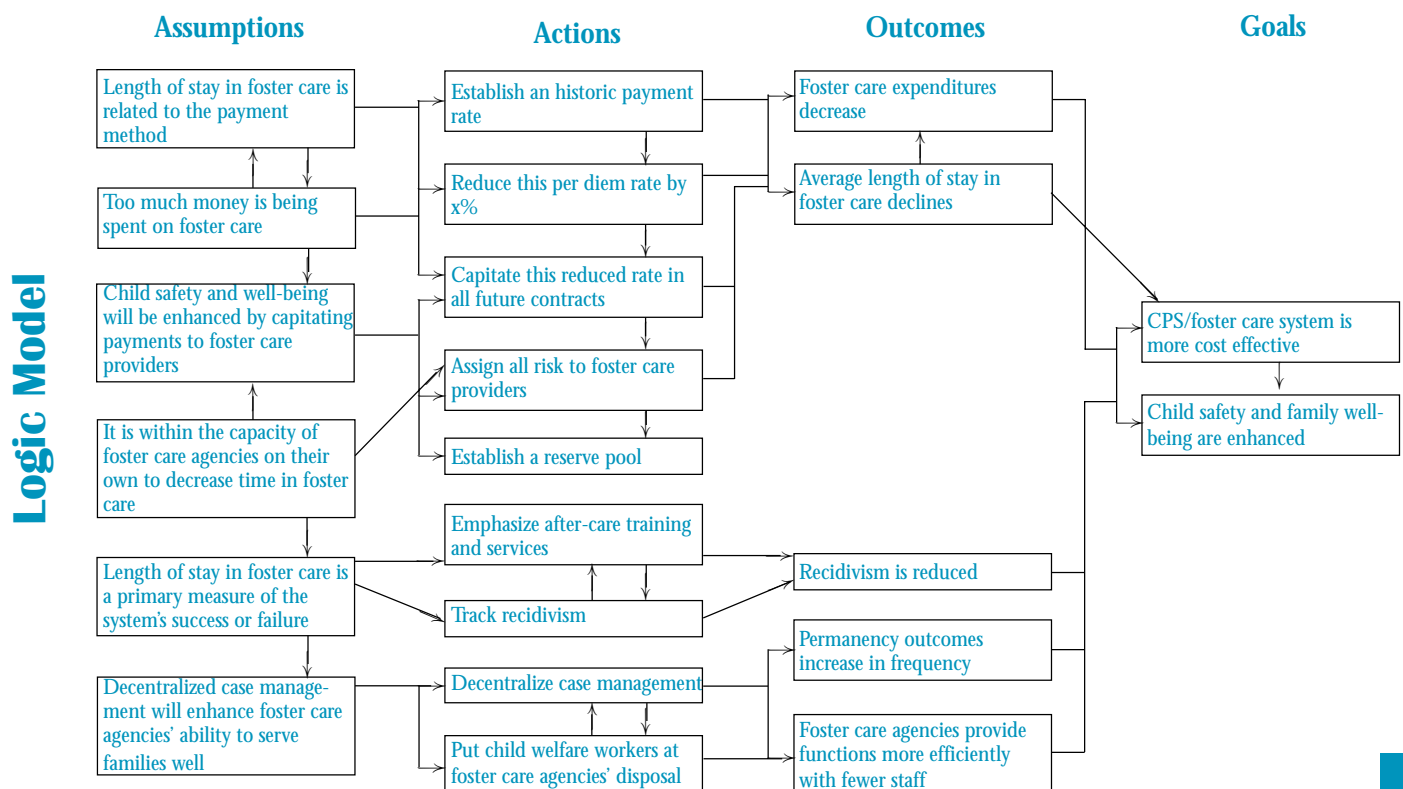 Logic Model
Assumptions
Length of stay in foster care is
related to the payment
method
Too much money is being
spent on foster care
Child safety and well-being
will be enhanced by capitating
payments to foster care
providers
It is within the capacity of
foster care agencies on their
own to decrease time in foster
care
Length of stay in foster care is
a primary measure of the
system's success or failure
Decentralized case manage-
ment will enhance foster care
agencies' ability to serve
families well
Actions
Establish an historic payment
rate
Reduce this per diem rate by
x%
Capitate this reduced rate in
all future contracts
Assign all risk to foster care
providers
Establish a reserve pool
Emphasize after-care training
and services
Track recidivism
Decentralize case management
Put child welfare workers at
foster care agencies' disposal
Outcomes
Foster care expenditures
decrease
Average length of stay in
foster care declines
Recidivism is reduced
Permanency outcomes
increase in frequency
Foster care agencies provide
functions more efficiently
with fewer staff
Goals
CPS/foster care system is
more cost effective
Child safety and family well-
being are enhanced